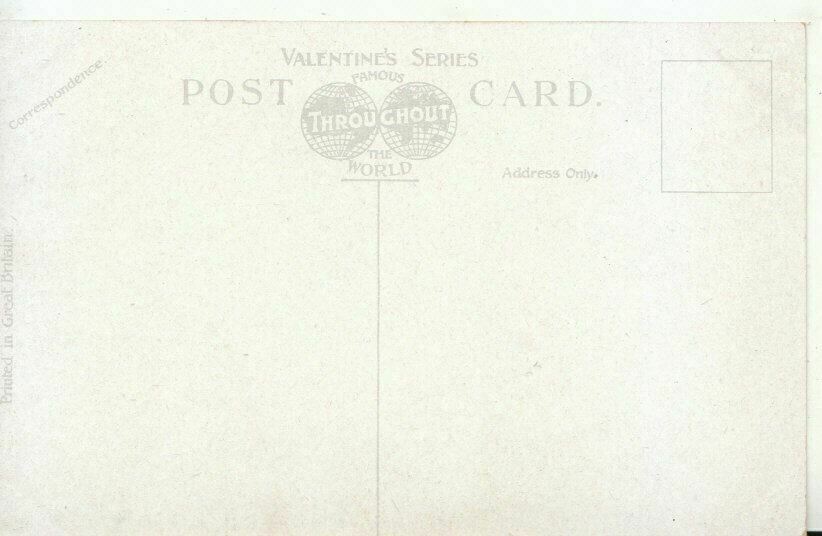 VALENTINE'S SERIES
FAMOUS
POST CARD.
THROUGHOUT
THE
WORLD
Correspondence.
Address Only.
Printed in Great Britain.